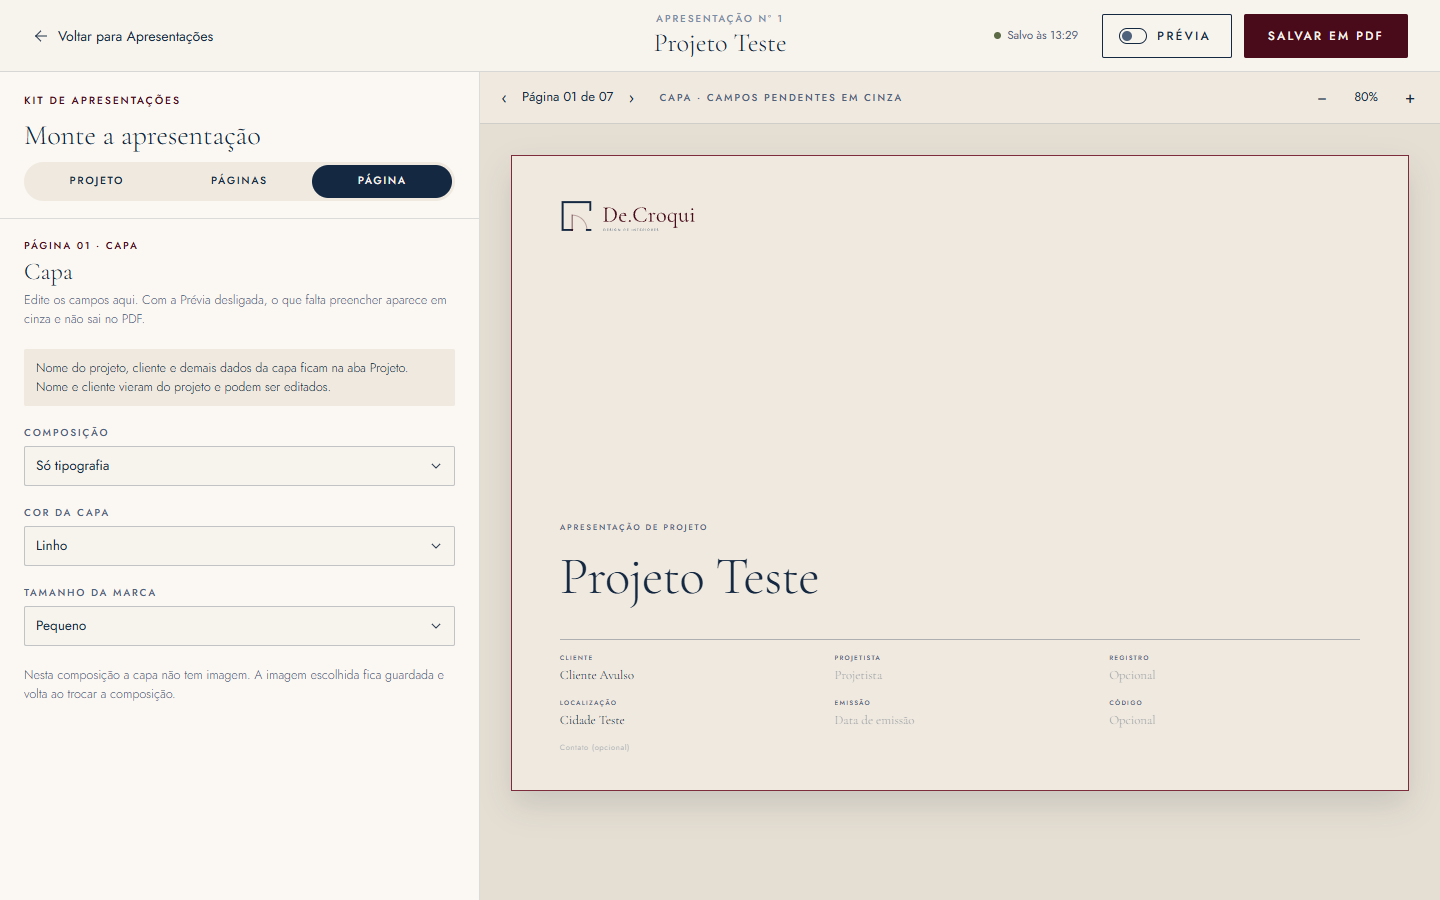 Voltar para Apresentações
APRESENTAÇÃO Nº 1
Projeto Teste
Salvo às 13:29
PRÉVIA
SALVAR EM PDF
KIT DE APRESENTAÇÕES
Monte a apresentação
PROJETO
PÁGINAS
PÁGINA
PÁGINA 01 · CAPA
Capa
Edite os campos aqui. Com a Prévia desligada, o que falta preencher aparece em
cinza e não sai no PDF.
Nome do projeto, cliente e demais dados da capa ficam na aba Projeto.
Nome e cliente vieram do projeto e podem ser editados.
COMPOSIÇÃO
Só tipografia
COR DA CAPA
Linho
TAMANHO DA MARCA
Pequeno
Nesta composição a capa não tem imagem. A imagem escolhida fica guardada e
volta ao trocar a composição.
‹ Página 01 de 07 ›
CAPA · CAMPOS PENDENTES EM CINZA
− 80% +
De.Croqui
DESIGN DE INTERIORES
APRESENTAÇÃO DE PROJETO
Projeto Teste
CLIENTE
Cliente Avulso
PROJETISTA
Projetista
REGISTRO
Opcional
LOCALIZAÇÃO
Cidade Teste
EMISSÃO
Data de emissão
CÓDIGO
Opcional
Contato (opcional)